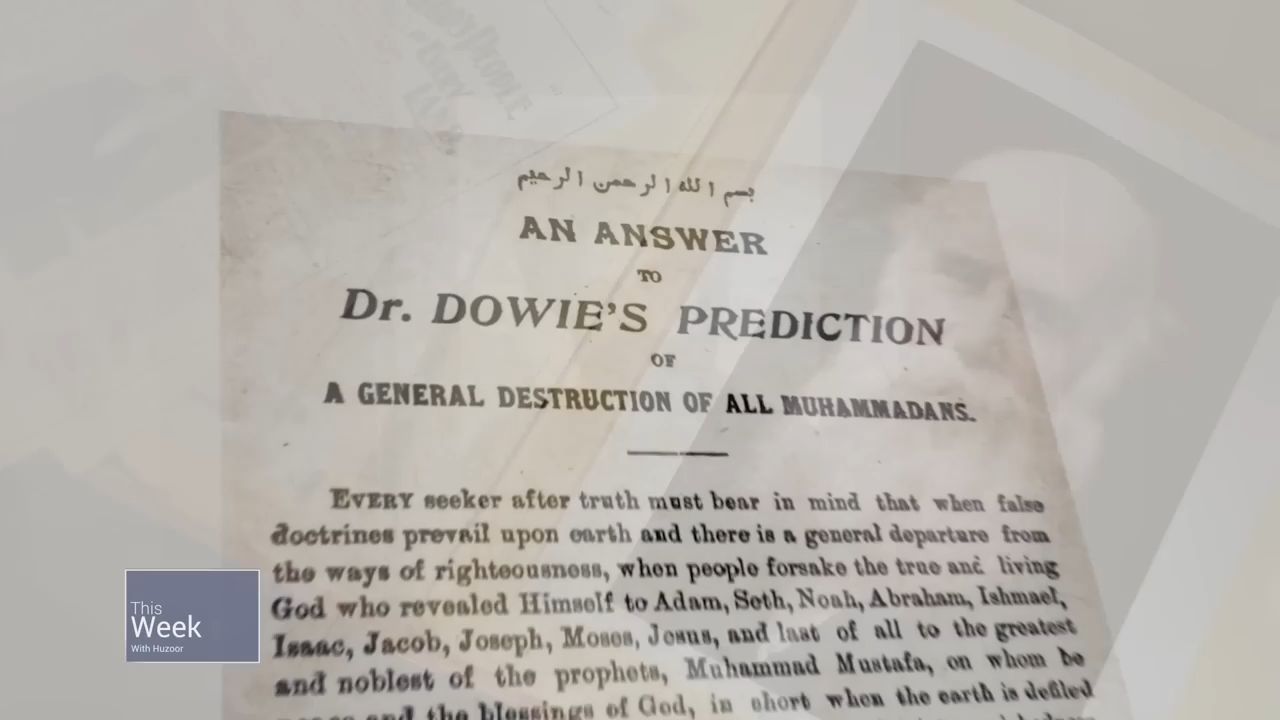 PEOPLE
EVERY
بسم الله الرحمن الرحيم
AN ANSWER
TO
Dr. DOWIE'S PREDICTION
OF
A GENERAL DESTRUCTION OF ALL MUHAMMADANS.
EVERY seeker after truth must bear in mind that when false
doctrines prevail upon earth and there is a general departure from
the ways of righteousness, when people forsake the true and living
God who revealed Himself to Adam, Seth, Noah, Abraham, Ishmael,
Isaac, Jacob, Joseph, Moses, Jesus, and last of all to the greatest
and noblest of the prophets, Muhammad Mustafa, on whom be
and the blessings of God, in short when the earth is defiled
This
Week
With Huzoor